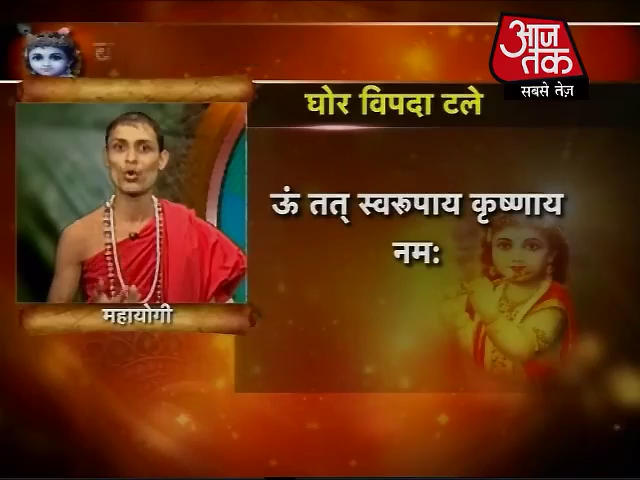 आज
तक
सबसे तेज़
घोर विपदा टले
ऊं तत् स्वरूपाय कृष्णाय
नम:
महायोगी